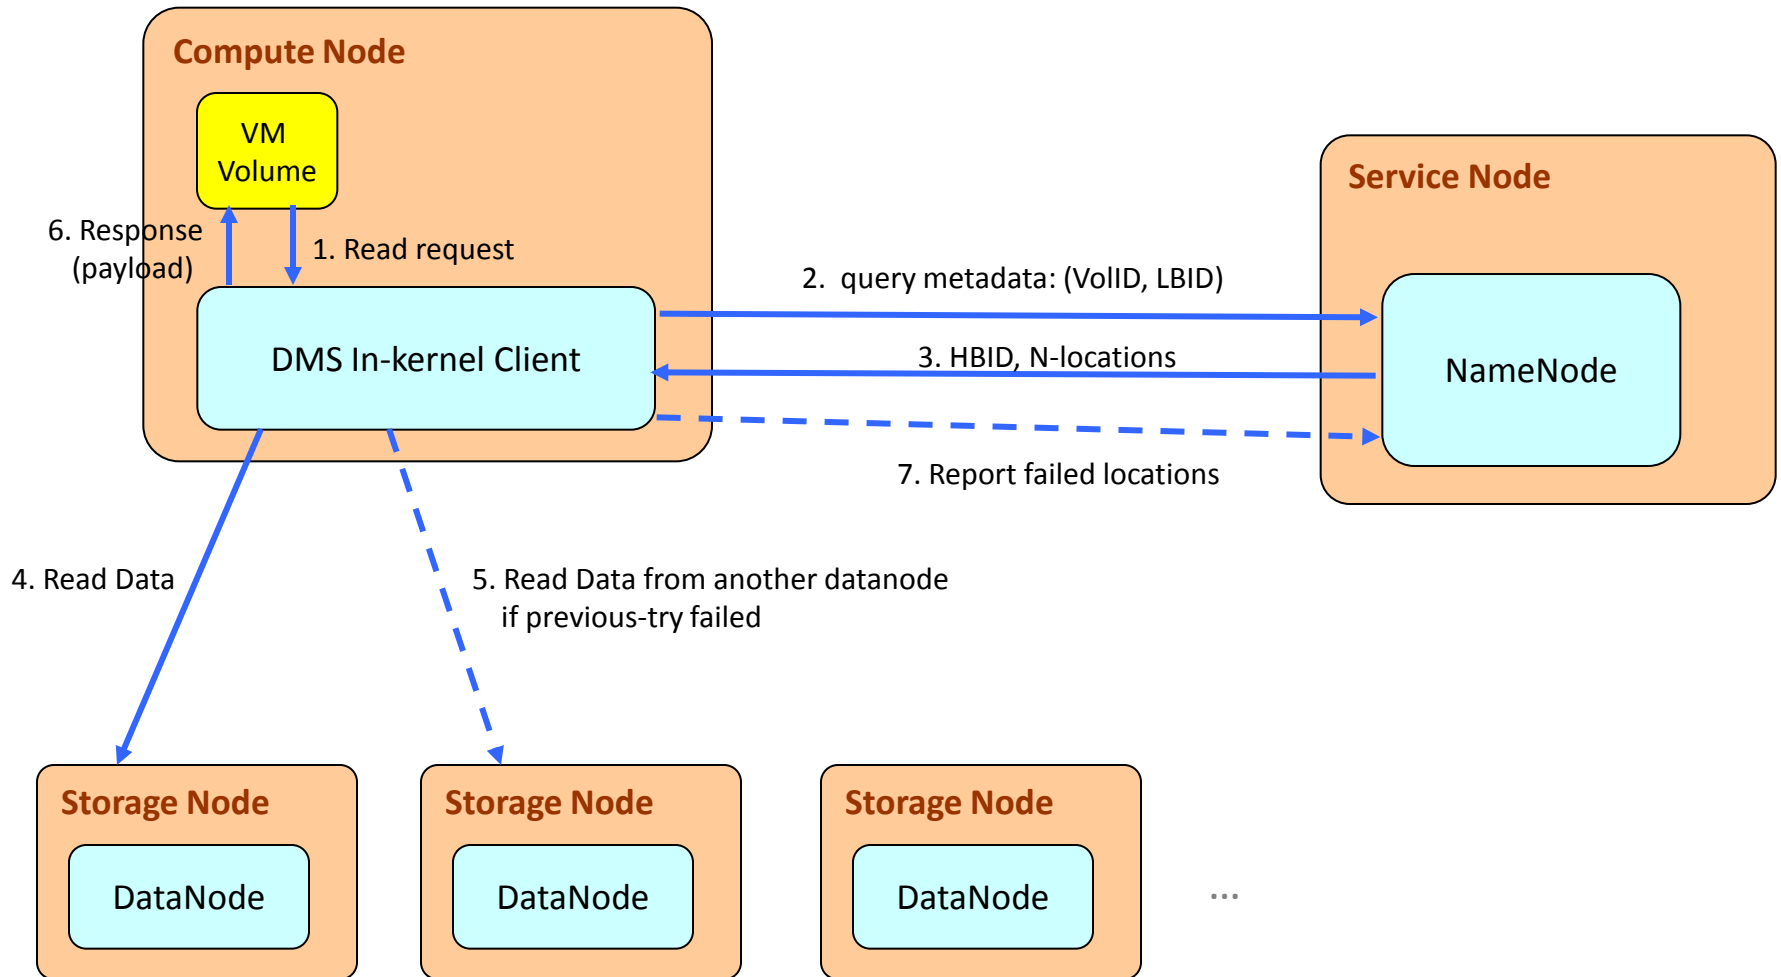 Compute Node
VM
Volume
6. Response
(payload)
1. Read request
DMS In-kernel Client
2.  query metadata: (VolID, LBID)
3. HBID, N-locations
7. Report failed locations
Service Node
NameNode
4. Read Data
5. Read Data from another datanode
if previous-try failed
Storage Node
DataNode
Storage Node
DataNode
Storage Node
DataNode
...